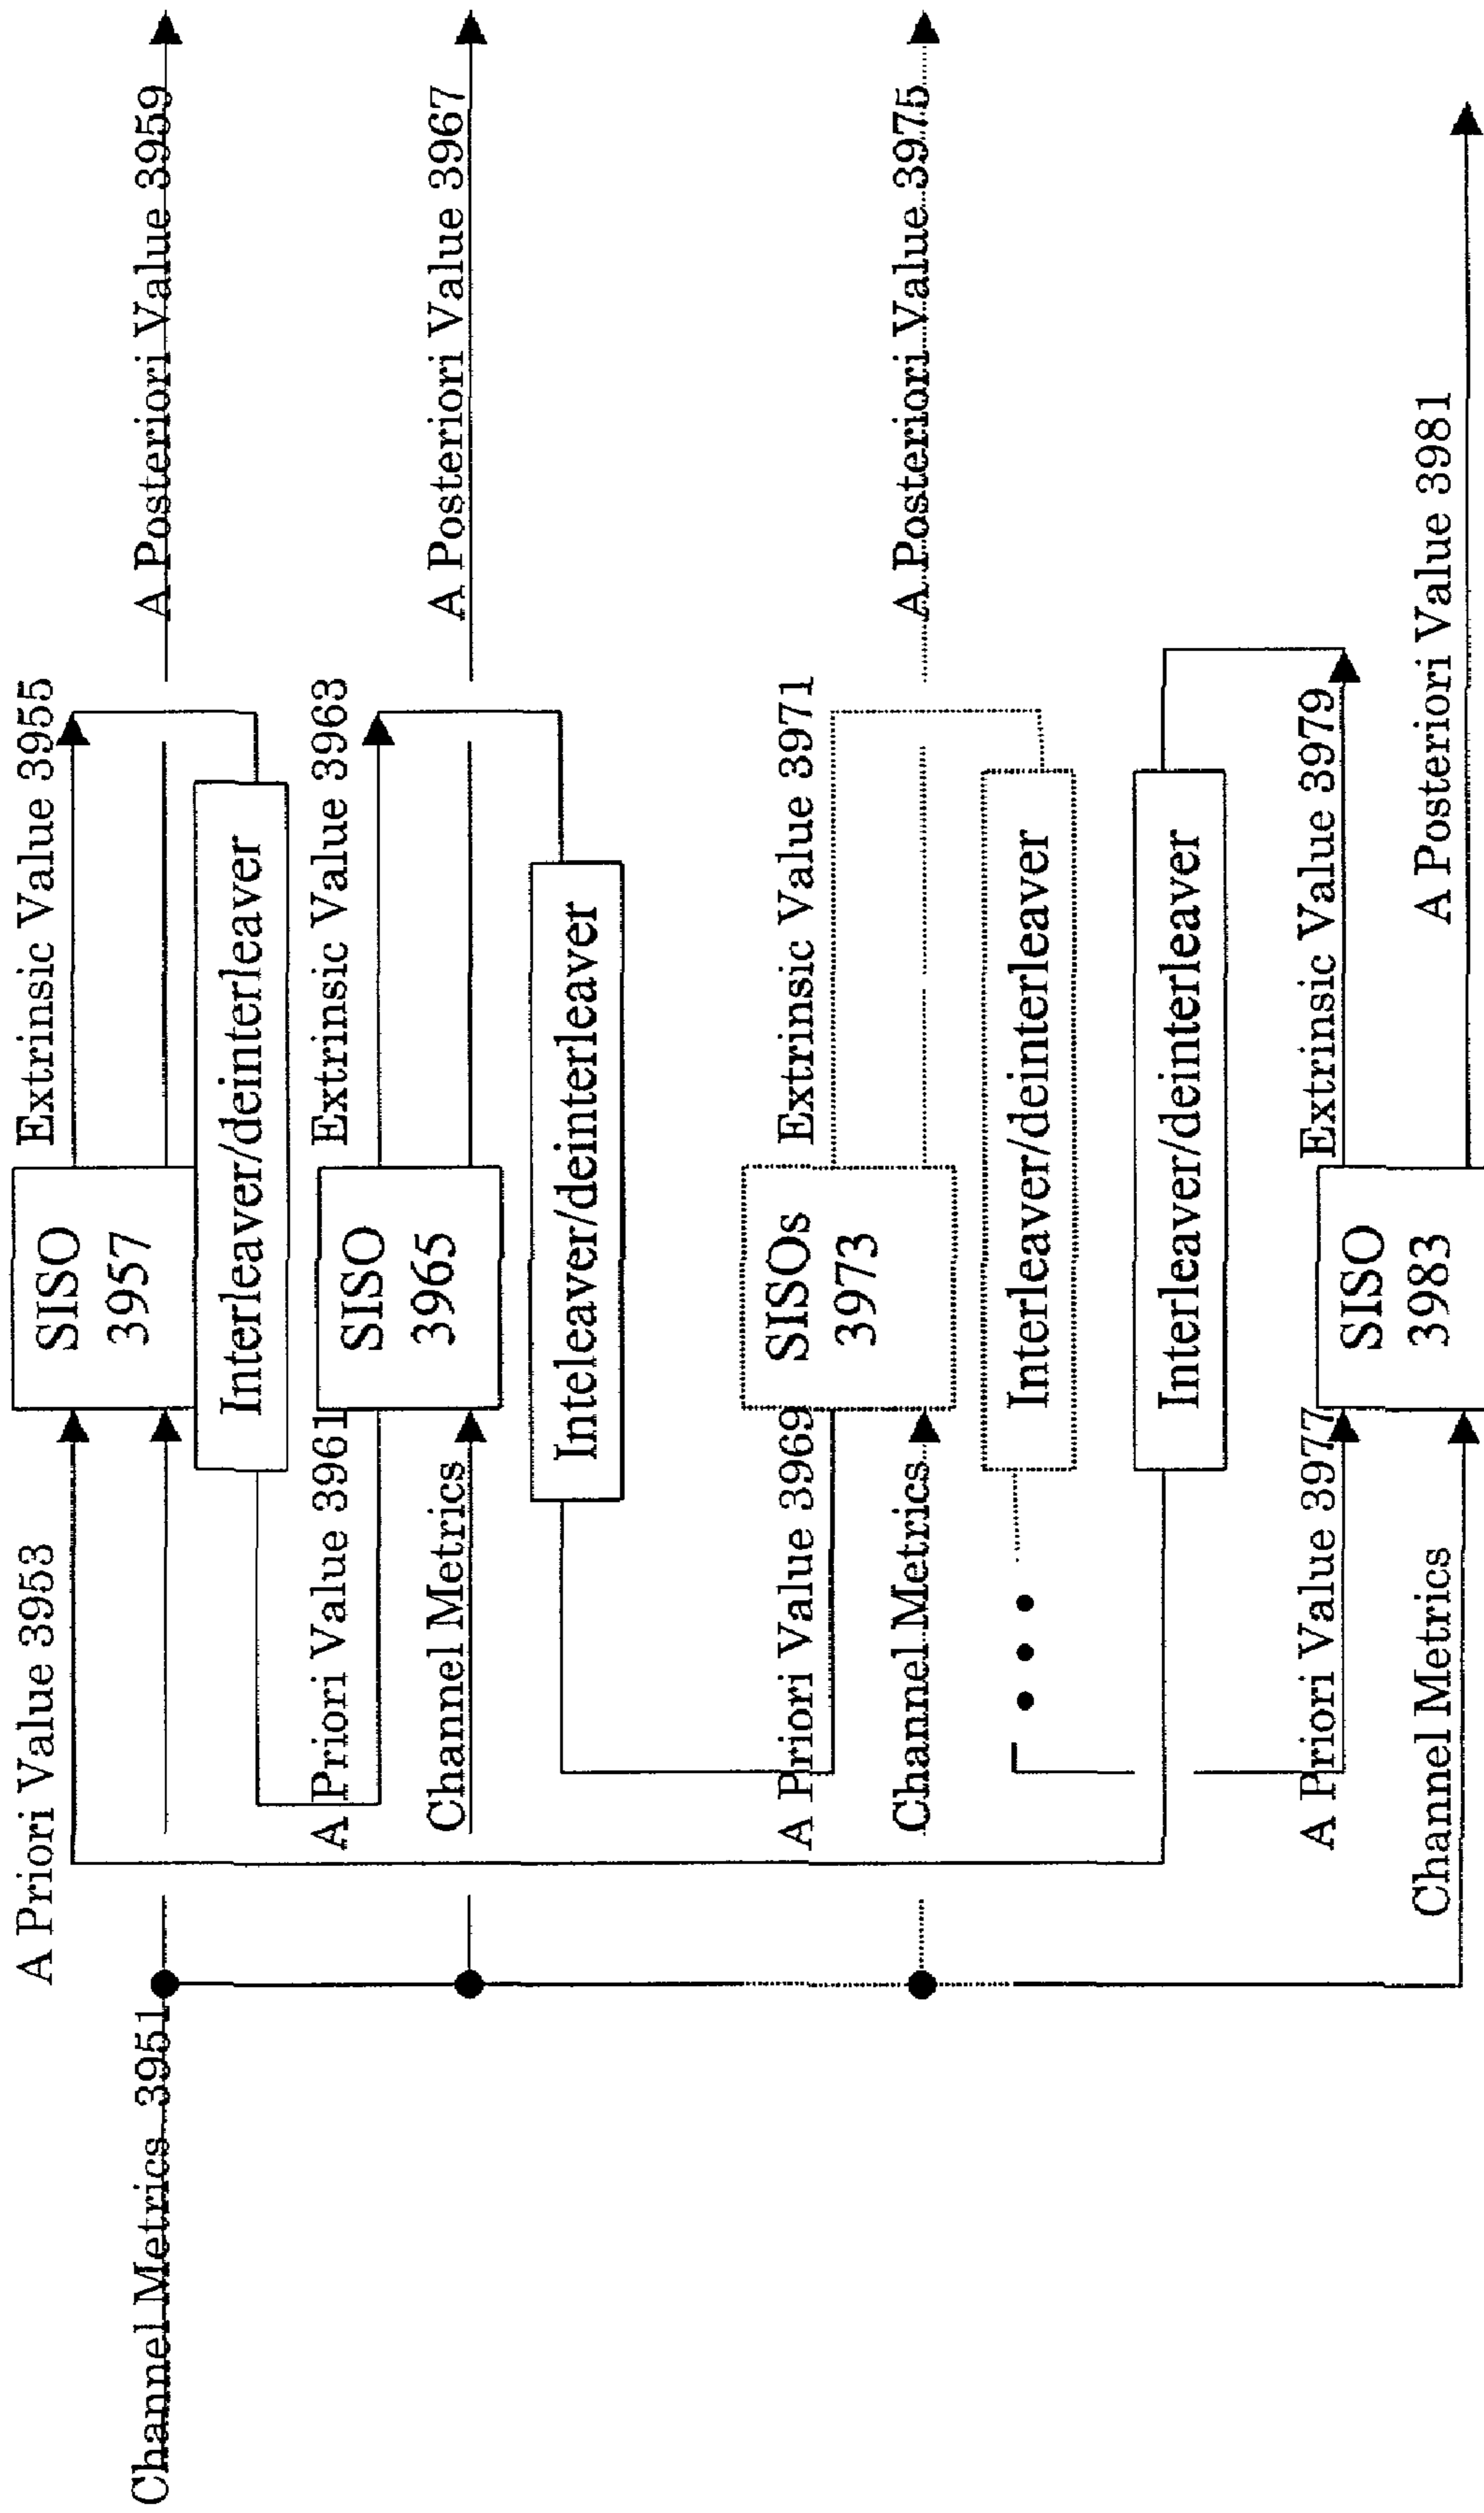 A Priori Value 3953
Extrinsic Value 3955
SISO
3957
Channel Metrics 3951
A Posteriori Value 3959
Interleaver/deinterleaver
A Priori Value 3961
Extrinsic Value 3963
SISO
3965
Channel Metrics
A Posteriori Value 3967
Inteleaver/deinterleaver
A Priori Value 3969
Extrinsic Value 3971
SISOs
3973
Channel Metrics
A Posteriori Value 3975
Interleaver/deinterleaver
Interleaver/deinterleaver
A Priori Value 3977
Extrinsic Value 3979
SISO
3983
Channel Metrics
A Posteriori Value 3981